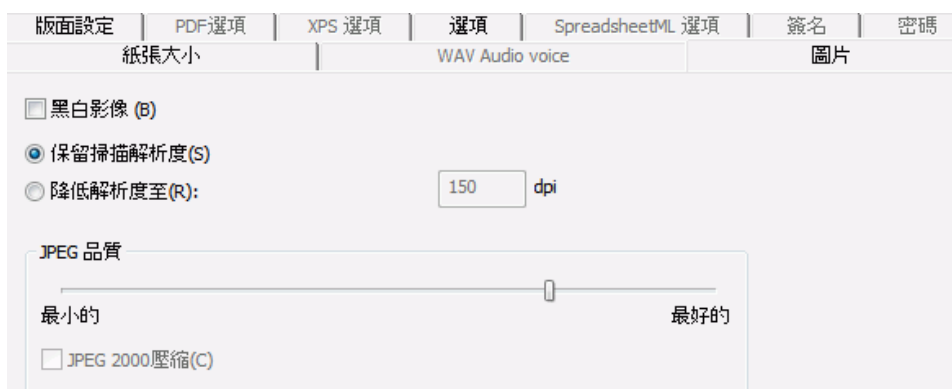 版面設定 PDF選項 XPS 選項 選項 SpreadsheetML 選項 簽名 密碼
紙張大小 WAV Audio voice 圖片
黑白影像 (B)
保留掃描解析度(S)
降低解析度至(R): 150 dpi
JPEG 品質
最小的 最好的
JPEG 2000壓縮(C)